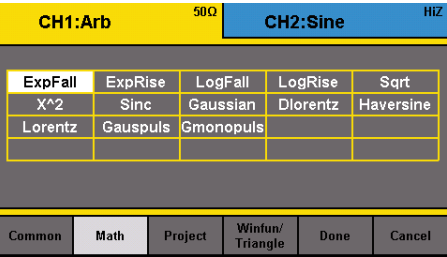 CH1:Arb 50Ω CH2:Sine HiZ
ExpFall ExpRise LogFall LogRise Sqrt
X^2 Sinc Gaussian Dlorentz Haversine
Lorentz Gauspuls Gmonopuls
Common Math Project Winfun/ Done Cancel
Triangle